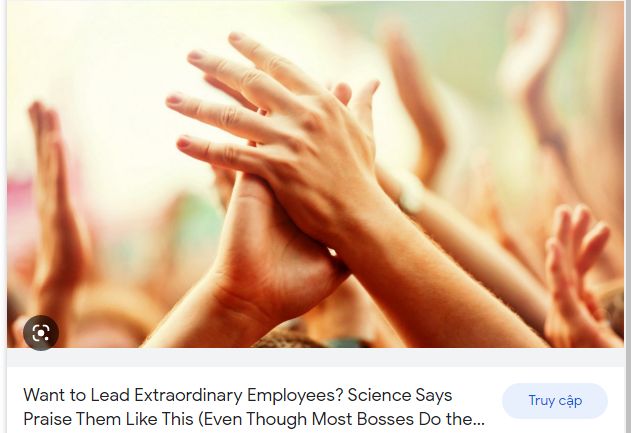 Want to Lead Extraordinary Employees? Science Says
Praise Them Like This (Even Though Most Bosses Do the...
Truy cập